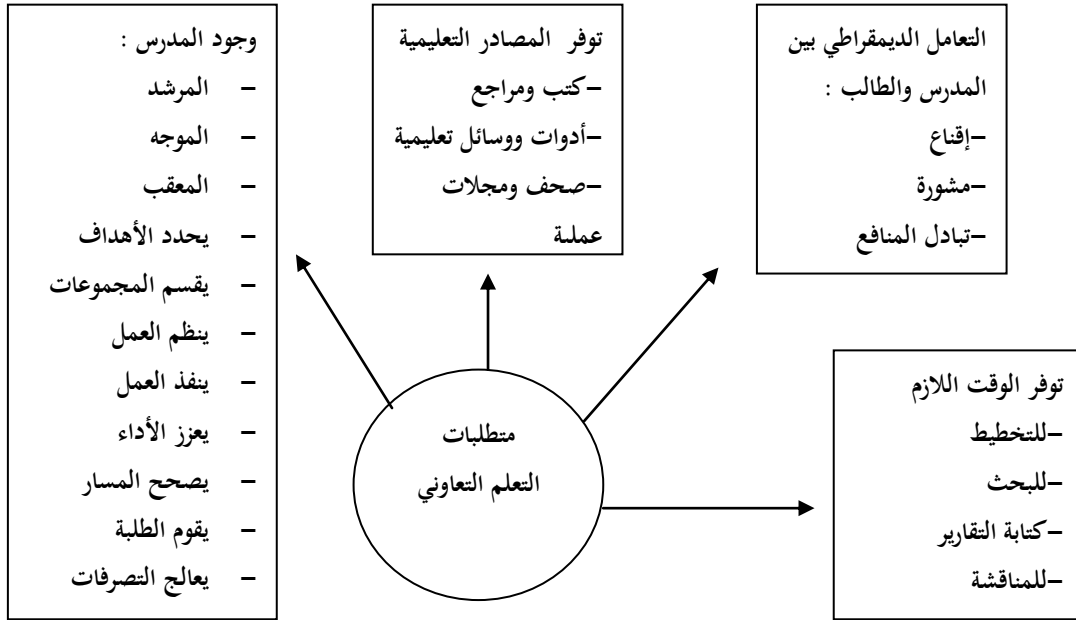 التعامل الديمقراطي بين
المدرس والطالب :
–إقناع
–مشورة
–تبادل المنافع
توفر المصادر التعليمية
–كتب ومراجع
–أدوات ووسائل تعليمية
–صحف ومجلات
عملية
وجود المدرس :
– المرشد
– الموجه
– المعقب
– يحدد الأهداف
– يقسم المجموعات
– ينظم العمل
– ينفذ العمل
– يعزز الأداء
– يصحح المسار
– يقوم الطلبة
– يعالج التصرفات
توفر الوقت اللازم
–للتخطيط
–للبحث
–كتابة التقارير
–للمناقشة
متطلبات
التعلم التعاوني